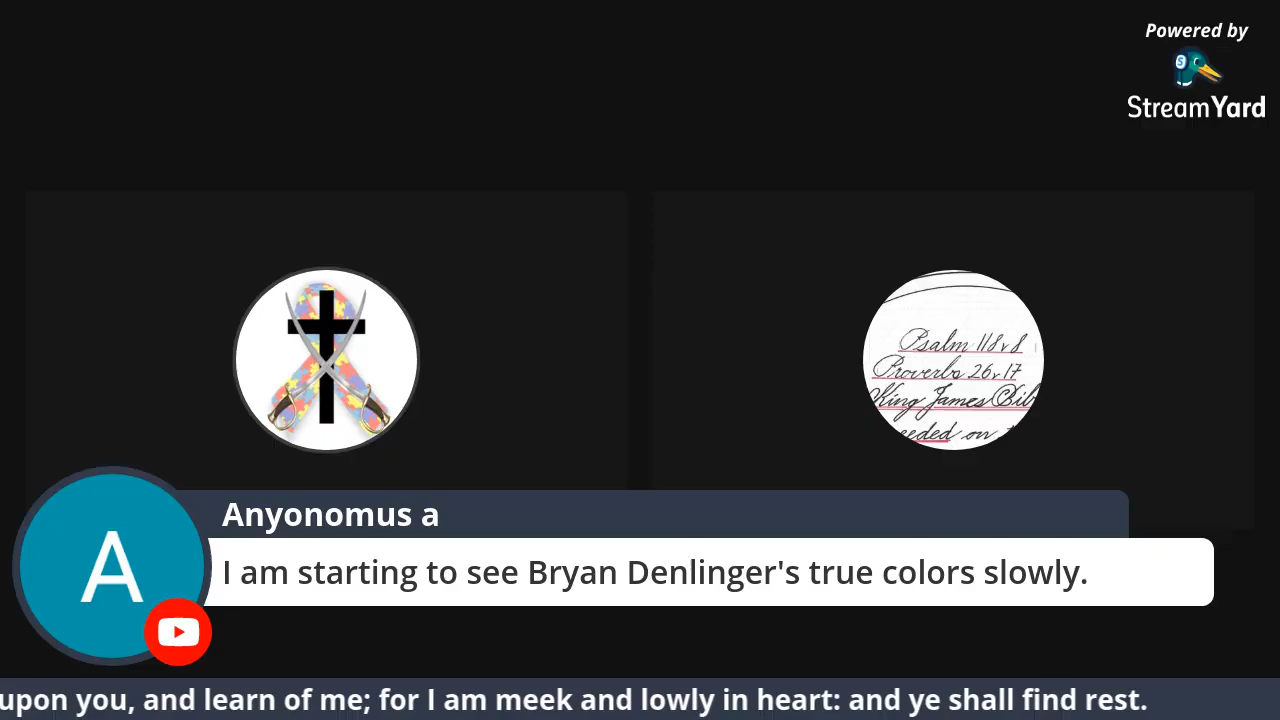 Powered by
StreamYard
Psalm 118v8
Proverbs 26v17
King James Bib
eeded on
Anyonomus a
I am starting to see Bryan Denlinger's true colors slowly.
A
upon you, and learn of me; for I am meek and lowly in heart: and ye shall find rest.